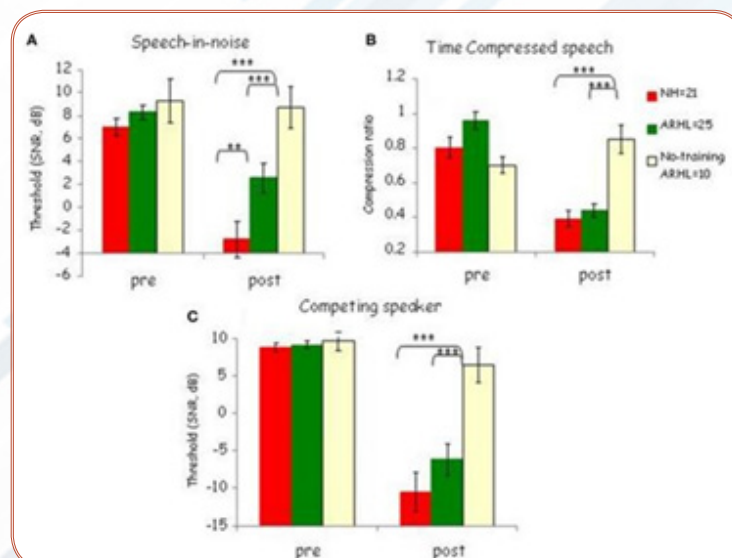 A
Speech-in-noise
Threshold (SNR, dB)
12
10
8
6
4
2
0
-2
-4
-6
***
***
**
pre
post
B
Time Compressed speech
Compression ratio
1.2
1
0.8
0.6
0.4
0.2
***
***
pre
post
NH=21
ARHL=25
No-training
ARHL=10
C
Competing speaker
Threshold (SNR, dB)
10
5
0
-5
-10
-15
***
***
pre
post